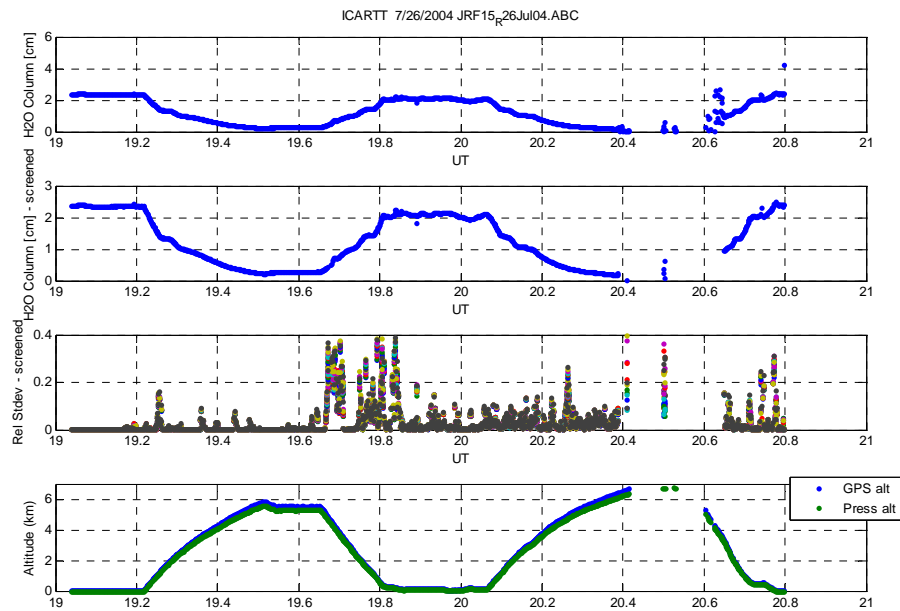 ICARTT 7/26/2004 JRF15R26Jul04.ABC
H2O Column [cm]
6
4
2
0
19 19.2 19.4 19.6 19.8 20 20.2 20.4 20.6 20.8 21
UT
H2O Column [cm] - screened
3
2
1
0
19 19.2 19.4 19.6 19.8 20 20.2 20.4 20.6 20.8 21
UT
Rel Stdev - screened
0.4
0.2
0
19 19.2 19.4 19.6 19.8 20 20.2 20.4 20.6 20.8 21
UT
Altitude (km)
6
4
2
0
19 19.2 19.4 19.6 19.8 20 20.2 20.4 20.6 20.8 21
GPS alt
Press alt